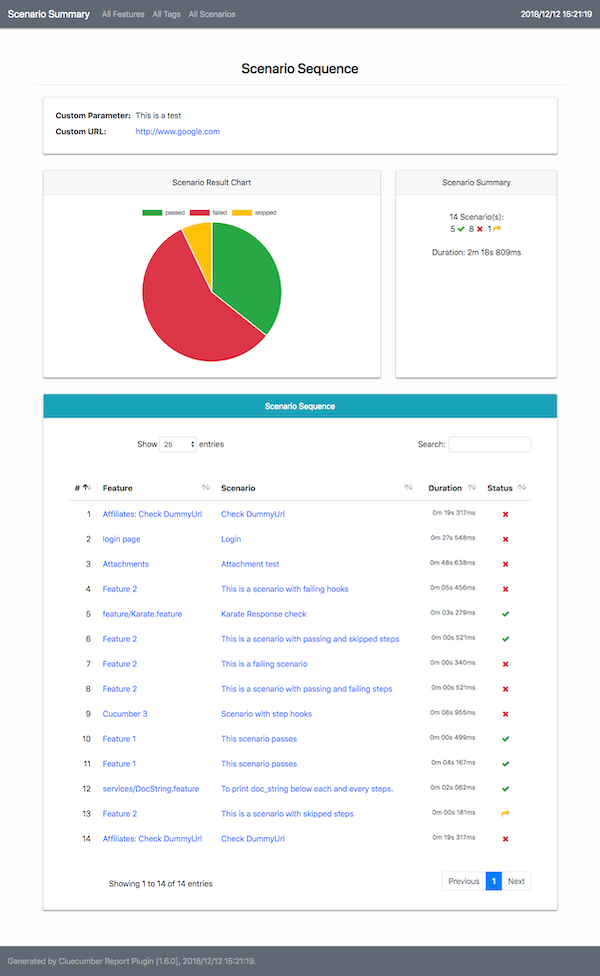 Scenario Summary All Features All Tags All Scenarios 2018/12/12 15:21:19
Scenario Sequence
Custom Parameter: This is a test
Custom URL: http://www.google.com
Scenario Result Chart
passed failed skipped
Scenario Summary
14 Scenario(s):
5 8 1
Duration: 2m 18s 809ms
Scenario Sequence
Show 25 entries Search:
# Feature Scenario Duration Status
1 Affiliates: Check DummyUrl Check DummyUrl 0m 19s 317ms
2 login page Login 0m 27s 548ms
3 Attachments Attachment test 0m 48s 638ms
4 Feature 2 This is a scenario with failing hooks 0m 05s 456ms
5 feature/Karate.feature Karate Response check 0m 03s 279ms
6 Feature 2 This is a scenario with passing and skipped steps 0m 00s 521ms
7 Feature 2 This is a failing scenario 0m 00s 340ms
8 Feature 2 This is a scenario with passing and failing steps 0m 00s 521ms
9 Cucumber 3 Scenario with step hooks 0m 06s 955ms
10 Feature 1 This scenario passes 0m 00s 499ms
11 Feature 1 This scenario passes 0m 04s 167ms
12 services/DocString.feature To print doc_string below each and every steps. 0m 02s 062ms
13 Feature 2 This is a scenario with skipped steps 0m 00s 181ms
14 Affiliates: Check DummyUrl Check DummyUrl 0m 19s 317ms
Showing 1 to 14 of 14 entries Previous 1 Next
Generated by Cluecumber Report Plugin [1.6.0], 2018/12/12 15:21:19.